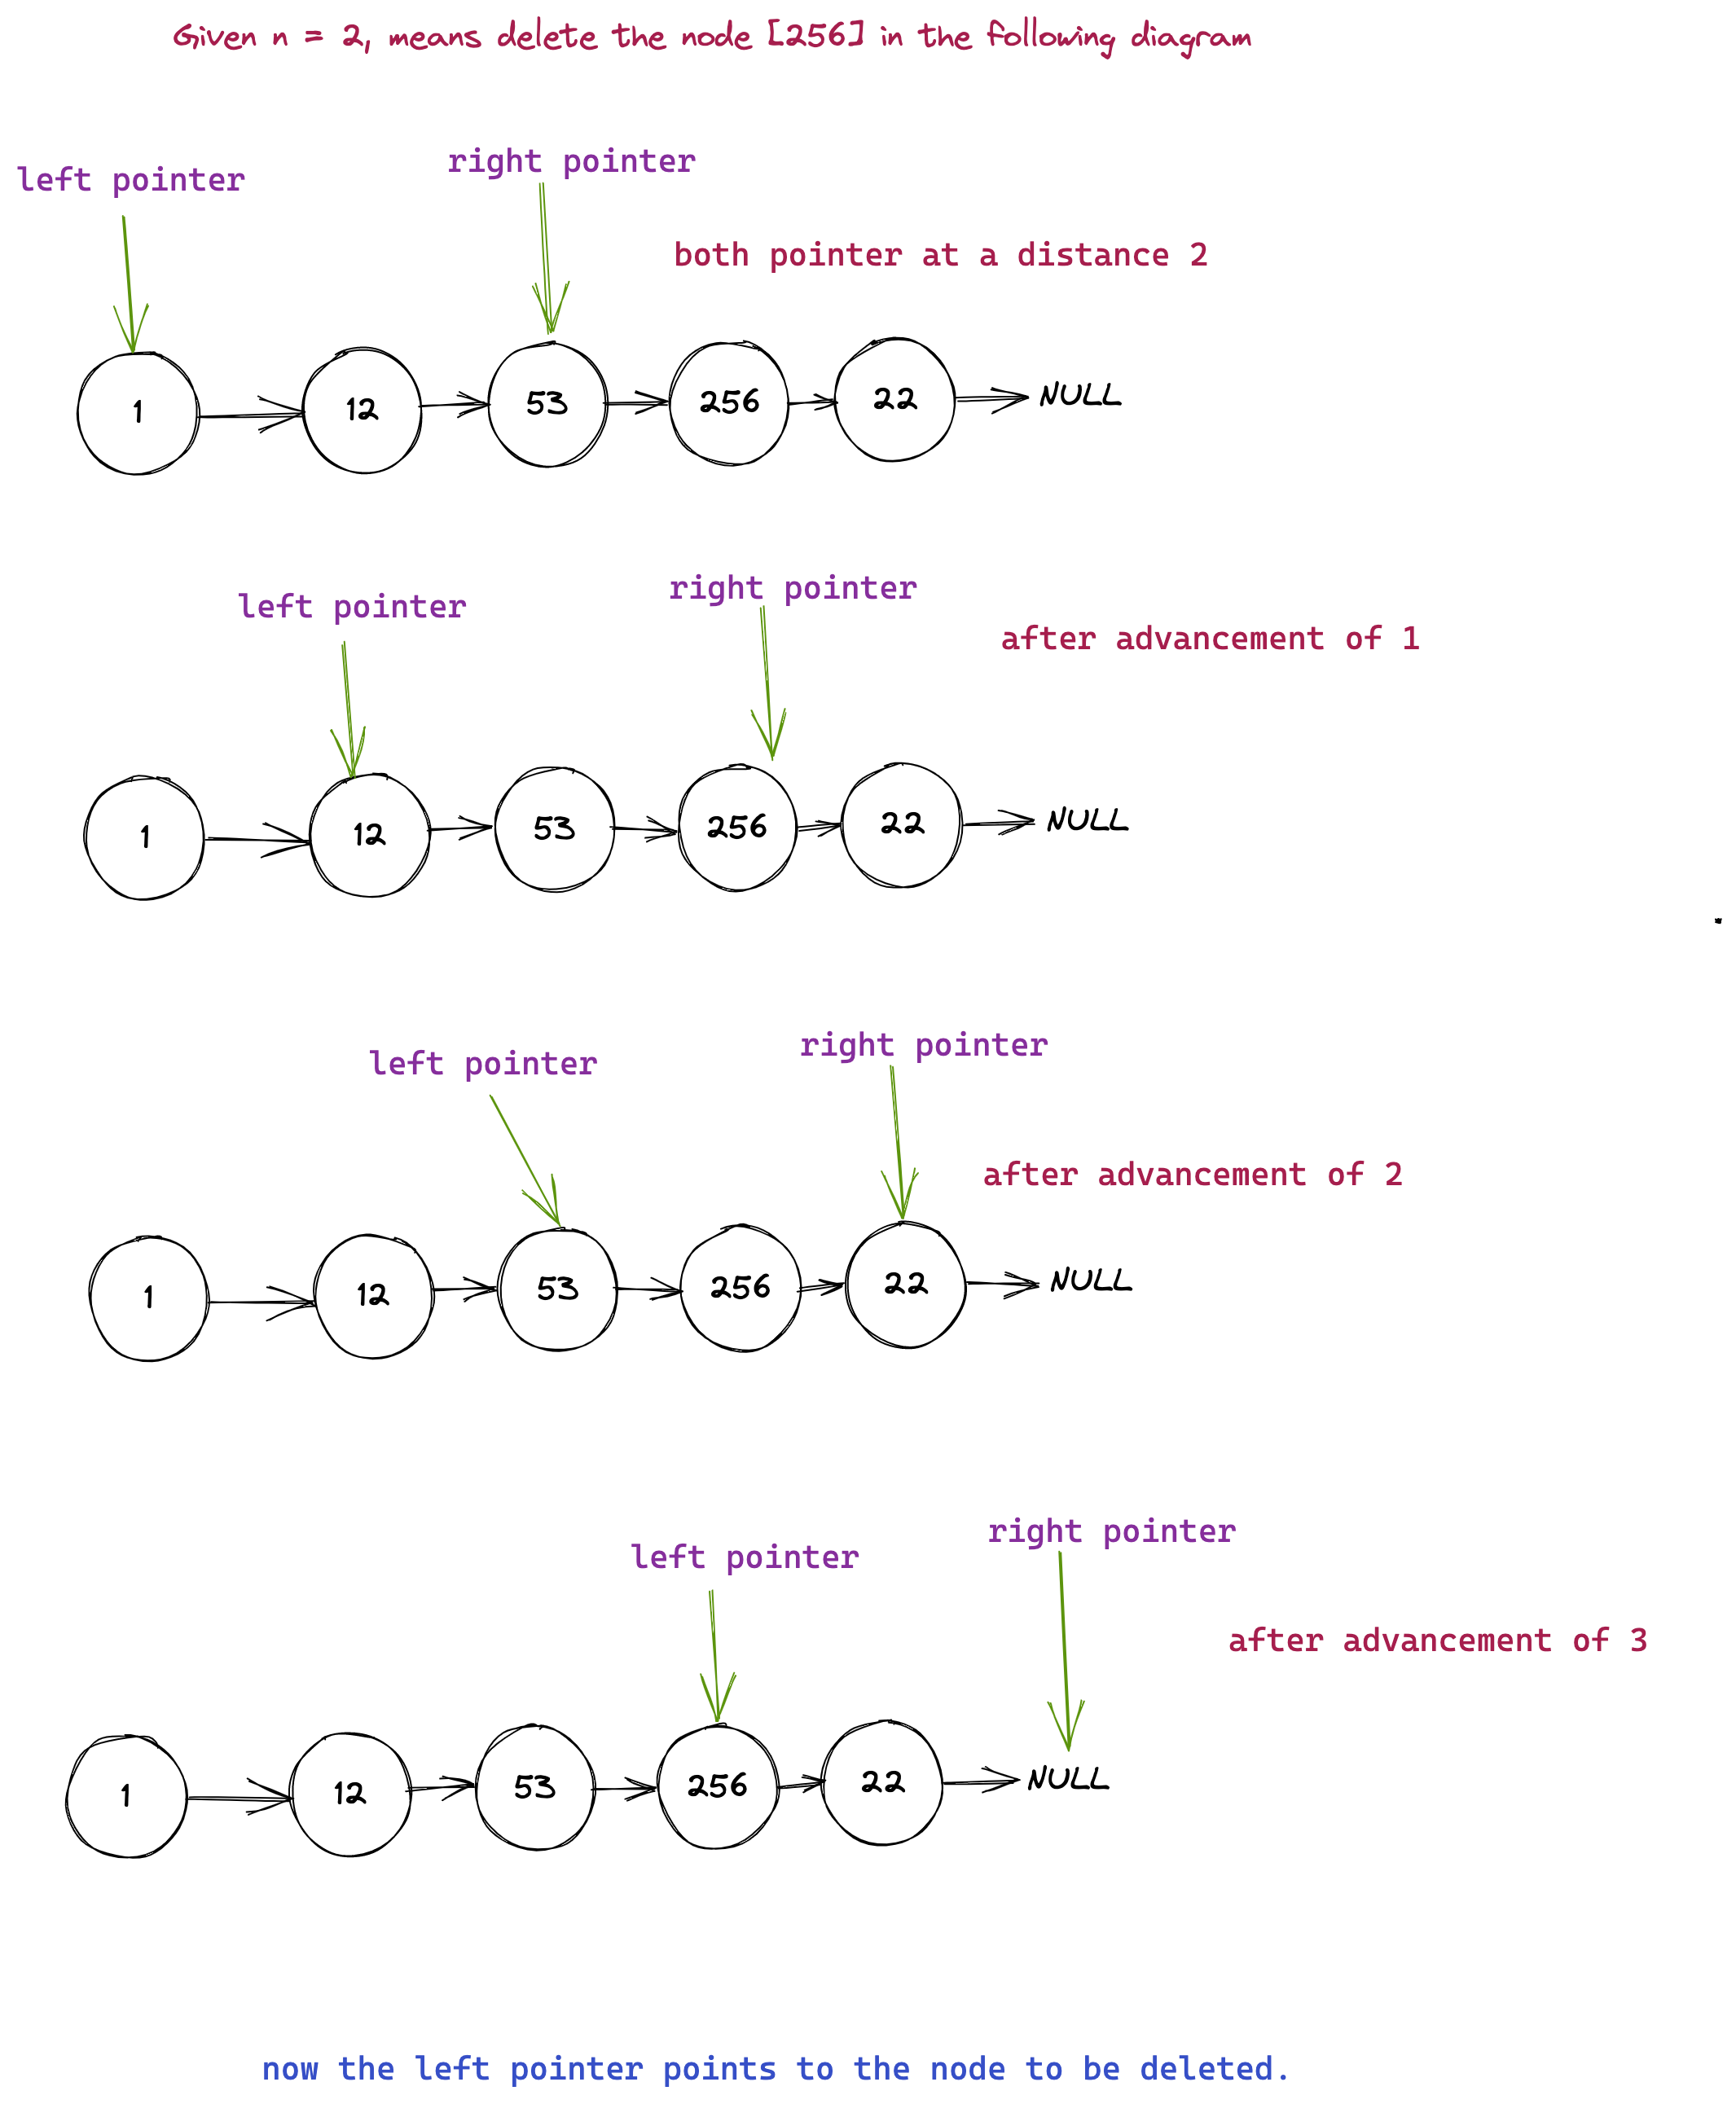 Given n = 2, means delete the node [256] in the following diagram
left pointer
right pointer
both pointer at a distance 2
1 12 53 256 22 NULL
left pointer
right pointer
after advancement of 1
1 12 53 256 22 NULL
left pointer
right pointer
after advancement of 2
1 12 53 256 22 NULL
left pointer
right pointer
after advancement of 3
1 12 53 256 22 NULL
now the left pointer points to the node to be deleted.